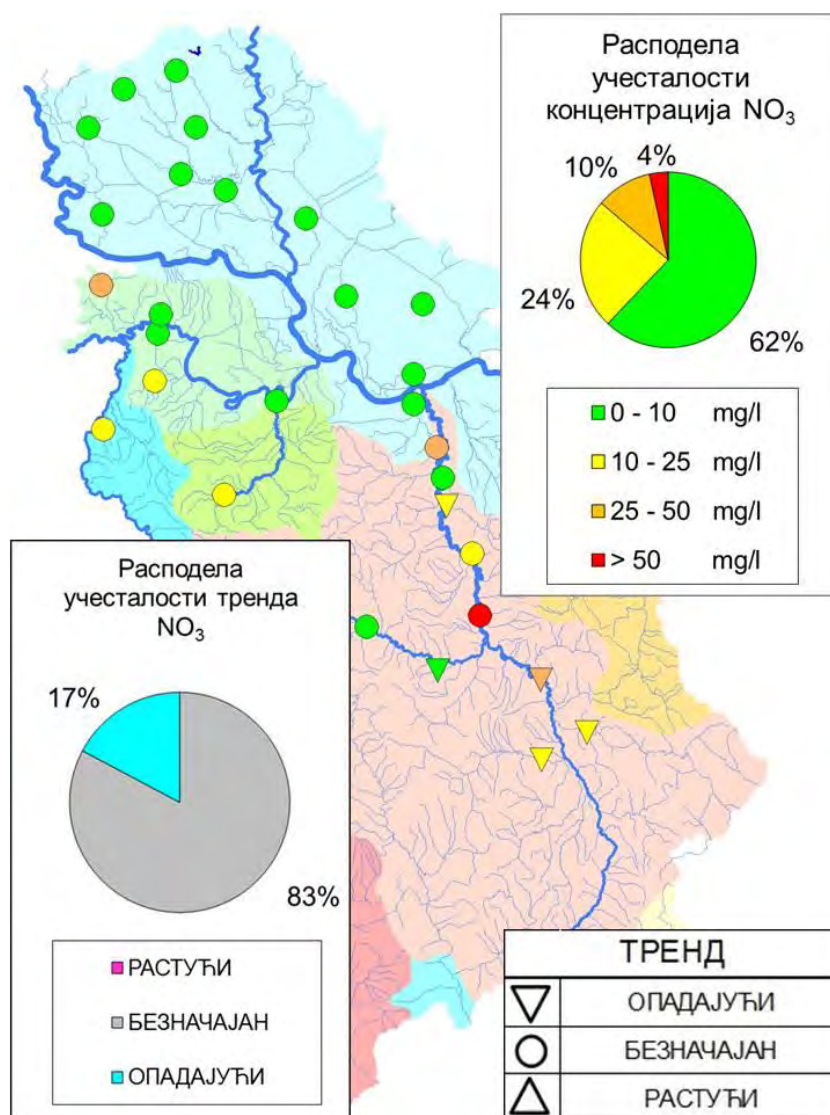 Расподела
учесталости
концентрација NO₃
10%
4%
24%
62%
0 - 10 mg/l
10 - 25 mg/l
25 - 50 mg/l
> 50 mg/l
Расподела
учесталости тренда
NO₃
17%
83%
РАСТУЋИ
БЕЗНАЧАЈАН
ОПАДАЈУЋИ
ТРЕНД
ОПАДАЈУЋИ
БЕЗНАЧАЈАН
РАСТУЋИ